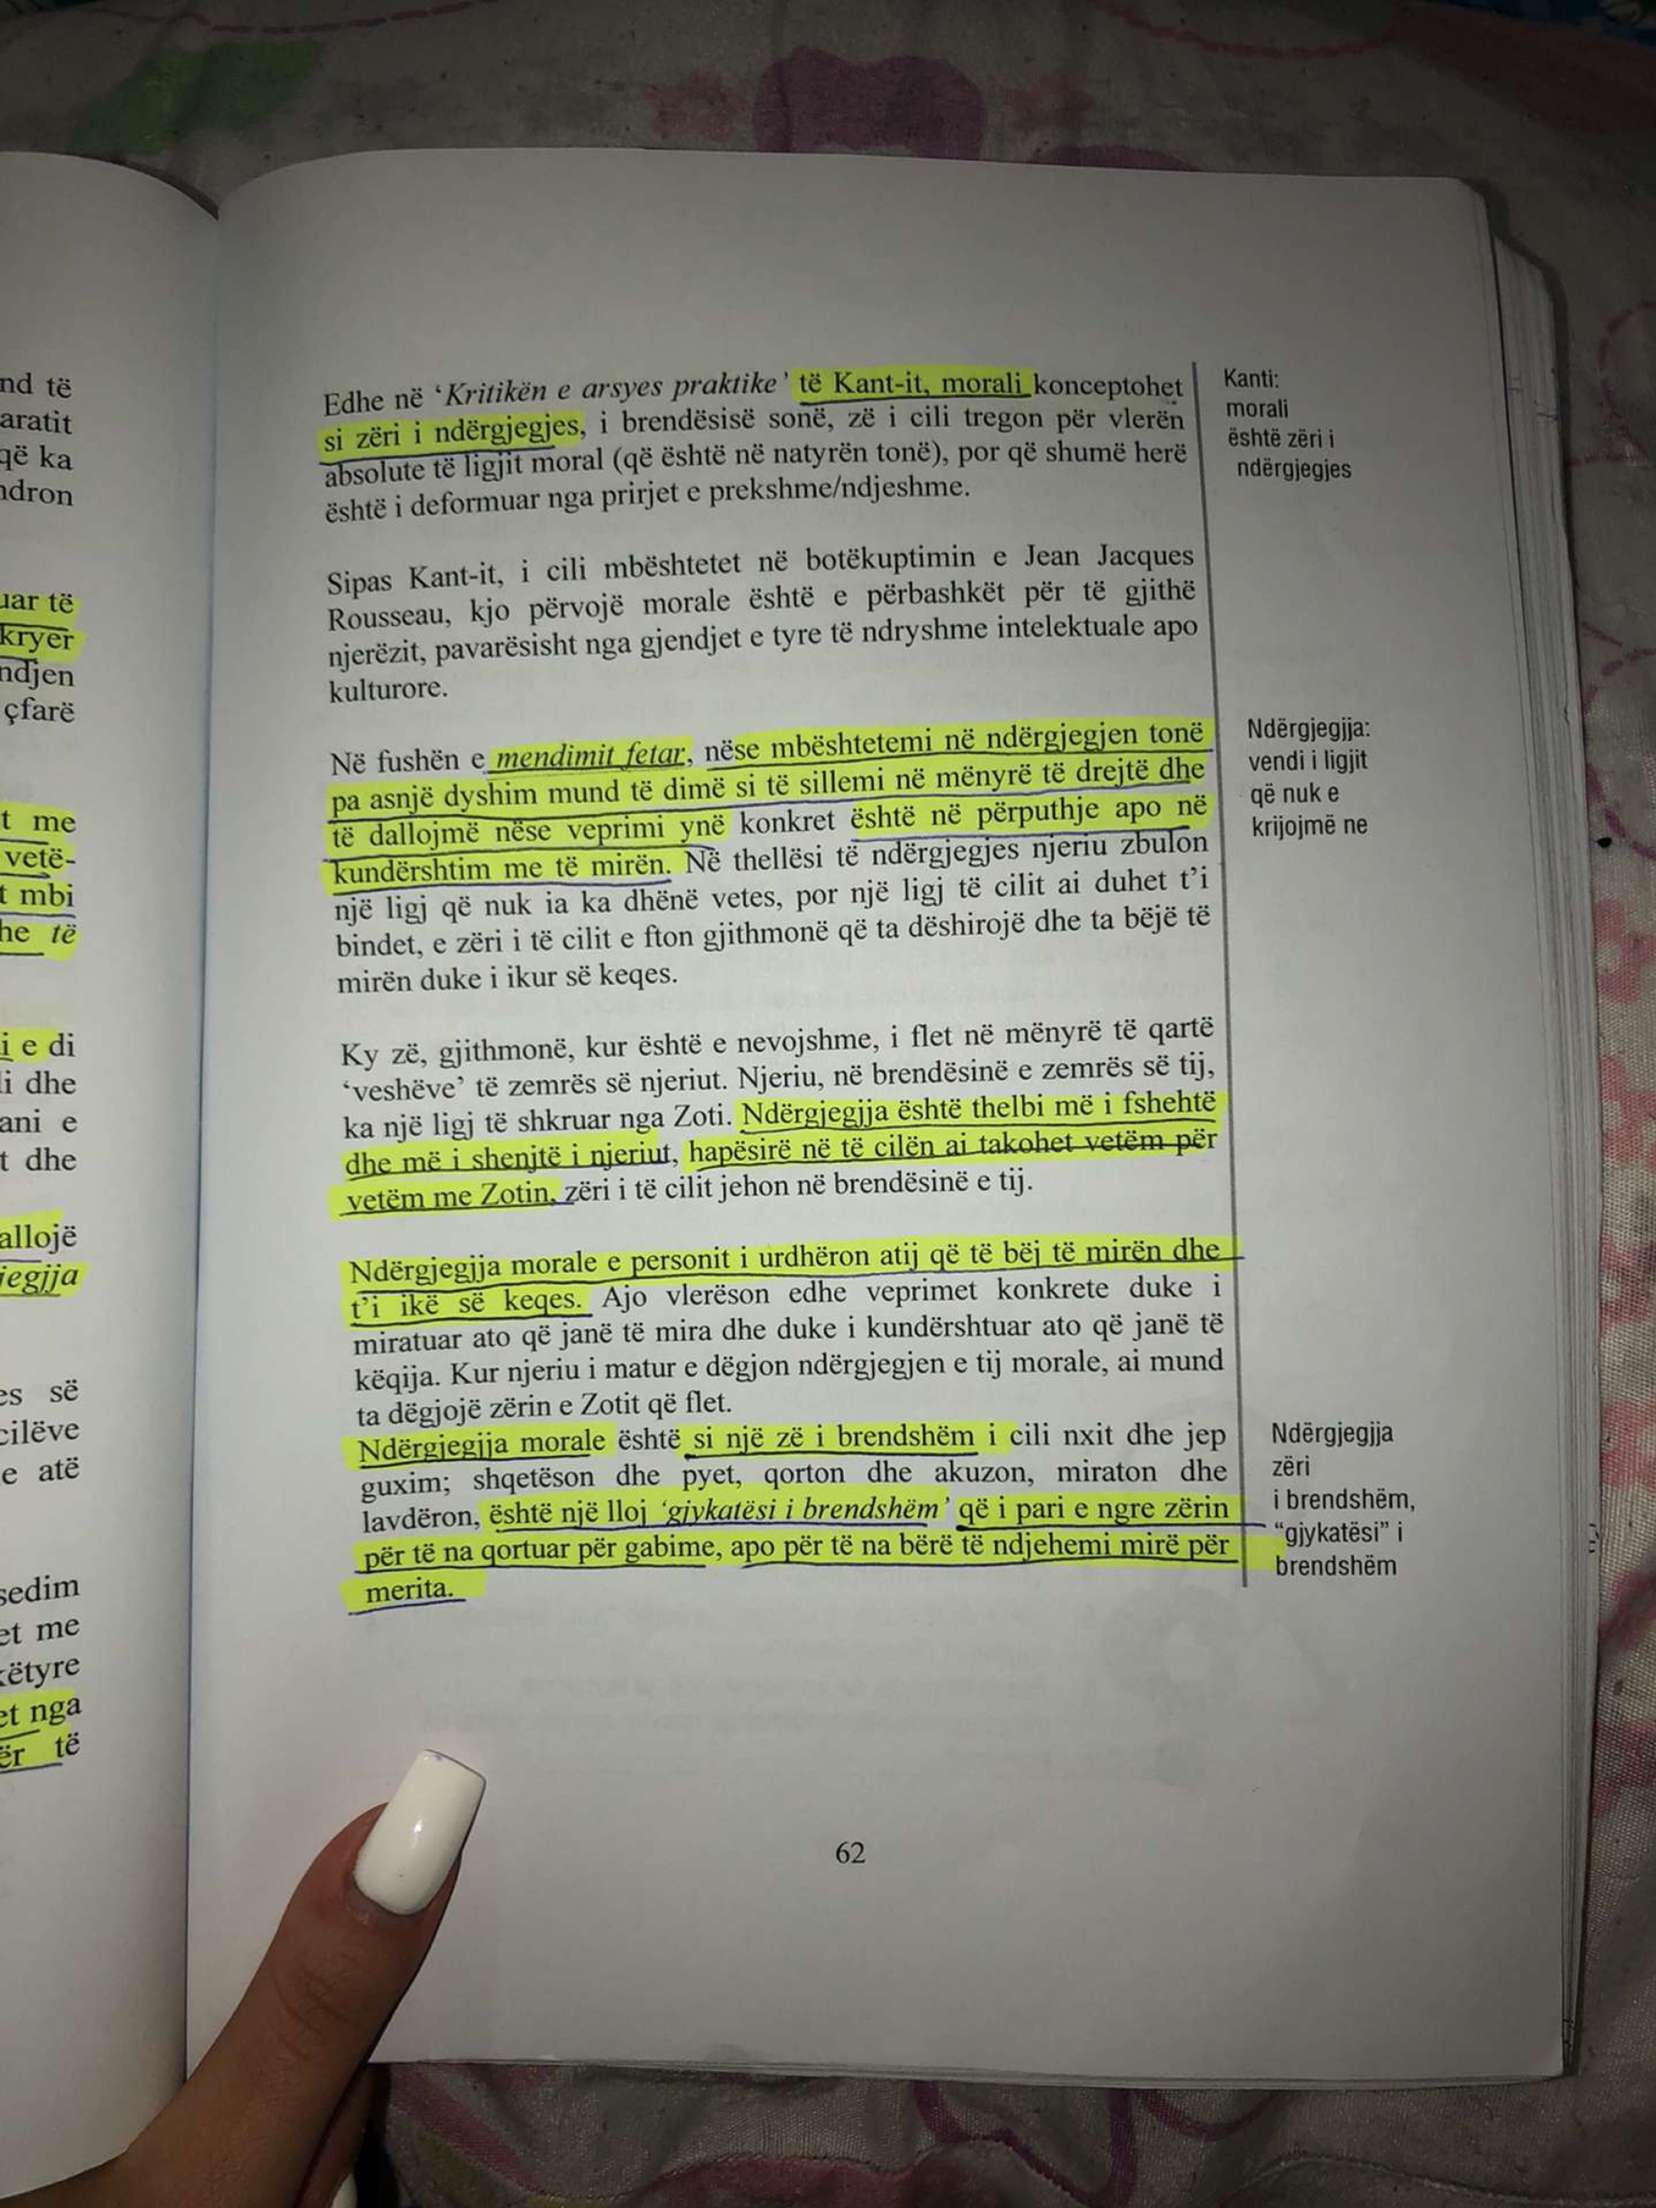 nd të
aratit
që ka
ndron
uar të
kryer
ndjen
çfarë
t me
vetë-
t mbi
he të
i e di
li dhe
ani e
t dhe
allojë
jegjja
es së
cilëve
e atë
sedim
et me
këtyre
et nga
ër të
Edhe në ‘Kritikën e arsyes praktike’ të Kant-it, morali konceptohet
si zëri i ndërgjegjes, i brendësisë sonë, zë i cili tregon për vlerën
absolute të ligjit moral (që është në natyrën tonë), por që shumë herë
është i deformuar nga prirjet e prekshme/ndjeshme.
Kanti:
morali
është zëri i
ndërgjegjes
Sipas Kant-it, i cili mbështetet në botëkuptimin e Jean Jacques
Rousseau, kjo përvojë morale është e përbashkët për të gjithë
njerëzit, pavarësisht nga gjendjet e tyre të ndryshme intelektuale apo
kulturore.
Në fushën e mendimit fetar, nëse mbështetemi në ndërgjegjen tonë
pa asnjë dyshim mund të dimë si të sillemi në mënyrë të drejtë dhe
të dallojmë nëse veprimi ynë konkret është në përputhje apo në
kundërshtim me të mirën. Në thellësi të ndërgjegjes njeriu zbulon
një ligj që nuk ia ka dhënë vetes, por një ligj të cilit ai duhet t’i
bindet, e zëri i të cilit e fton gjithmonë që ta dëshirojë dhe ta bëjë të
mirën duke i ikur së keqes.
Ndërgjegjja:
vendi i ligjit
që nuk e
krijojmë ne
Ky zë, gjithmonë, kur është e nevojshme, i flet në mënyrë të qartë
‘veshëve’ të zemrës së njeriut. Njeriu, në brendësinë e zemrës së tij,
ka një ligj të shkruar nga Zoti. Ndërgjegjja është thelbi më i fshehtë
dhe më i shenjtë i njeriut, hapësirë në të cilën ai takohet vetëm për
vetëm me Zotin, zëri i të cilit jehon në brendësinë e tij.
Ndërgjegjja morale e personit i urdhëron atij që të bëj të mirën dhe
t’i ikë së keqes. Ajo vlerëson edhe veprimet konkrete duke i
miratuar ato që janë të mira dhe duke i kundërshtuar ato që janë të
këqija. Kur njeriu i matur e dëgjon ndërgjegjen e tij morale, ai mund
ta dëgjojë zërin e Zotit që flet.
Ndërgjegjja morale është si një zë i brendshëm i cili nxit dhe jep
guxim; shqetëson dhe pyet, qorton dhe akuzon, miraton dhe
lavdëron, është një lloj ‘gjykatësi i brendshëm’ që i pari e ngre zërin
për të na qortuar për gabime, apo për të na bërë të ndjehemi mirë për
merita.
Ndërgjegjja
zëri
i brendshëm,
“gjykatësi” i
brendshëm
62